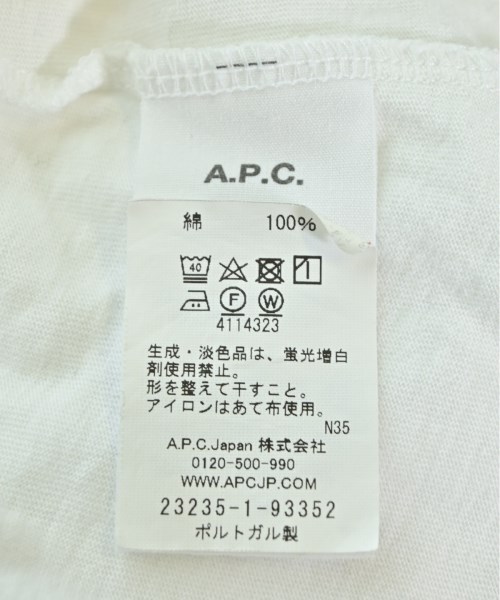 A.P.C.
綿 100%
40
F W
4114323
生成・淡色品は、蛍光増白
剤使用禁止。
形を整えて干すこと。
アイロンはあて布使用。
N35
A.P.C.Japan 株式会社
0120-500-990
WWW.APCJP.COM
23235-1-93352
ポルトガル製